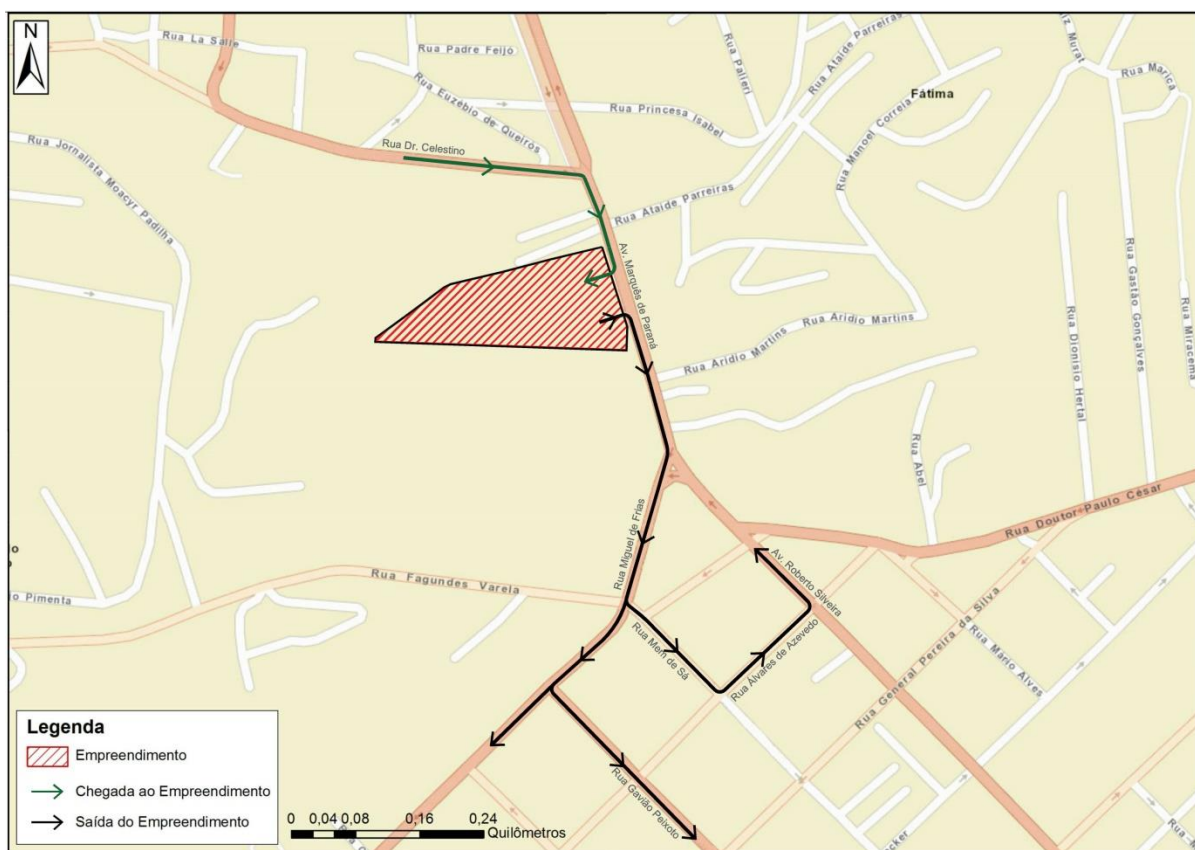 N
Rua La Salle
Rua Padre Feijó
Rua Euzébio de Queirós
Rua Palleri
Rua Ataide Parreiras
Fátima
Rua Marica
Rua Princesa Isabel
Rua Manoel Correia
Rua Jornalista Moacyr Padilha
Rua Dr. Celestino
Rua Ataide Parreiras
Av. Marquês de Paraná
Rua Gastão Gonçalves
Rua Miracema
Rua Arídio Martins
Rua Arídio Martins
Rua Dionísio Hertal
Rua Abel
Rua Doutor Paulo César
Rua Miguel de Frias
Av. Roberto Silveira
Rua Fagundes Varela
Pimenta
Rua Mem de Sá
Rua Álvares de Azevedo
Rua General Pereira da Silva
Rua Mario Alves
Rua Gavião Peixoto
Legenda
Empreendimento
Chegada ao Empreendimento
Saída do Empreendimento
0 0,04 0,08 0,16 0,24
Quilômetros